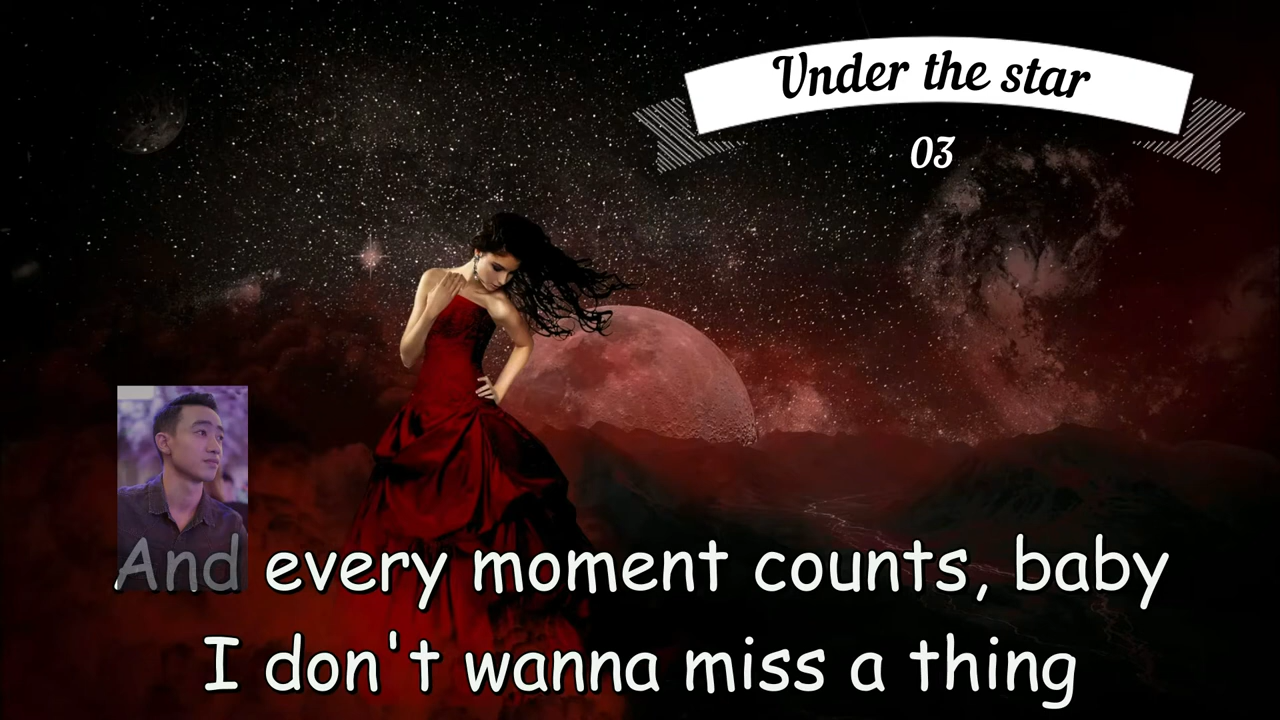 Under the star
03
And every moment counts, baby
I don't wanna miss a thing